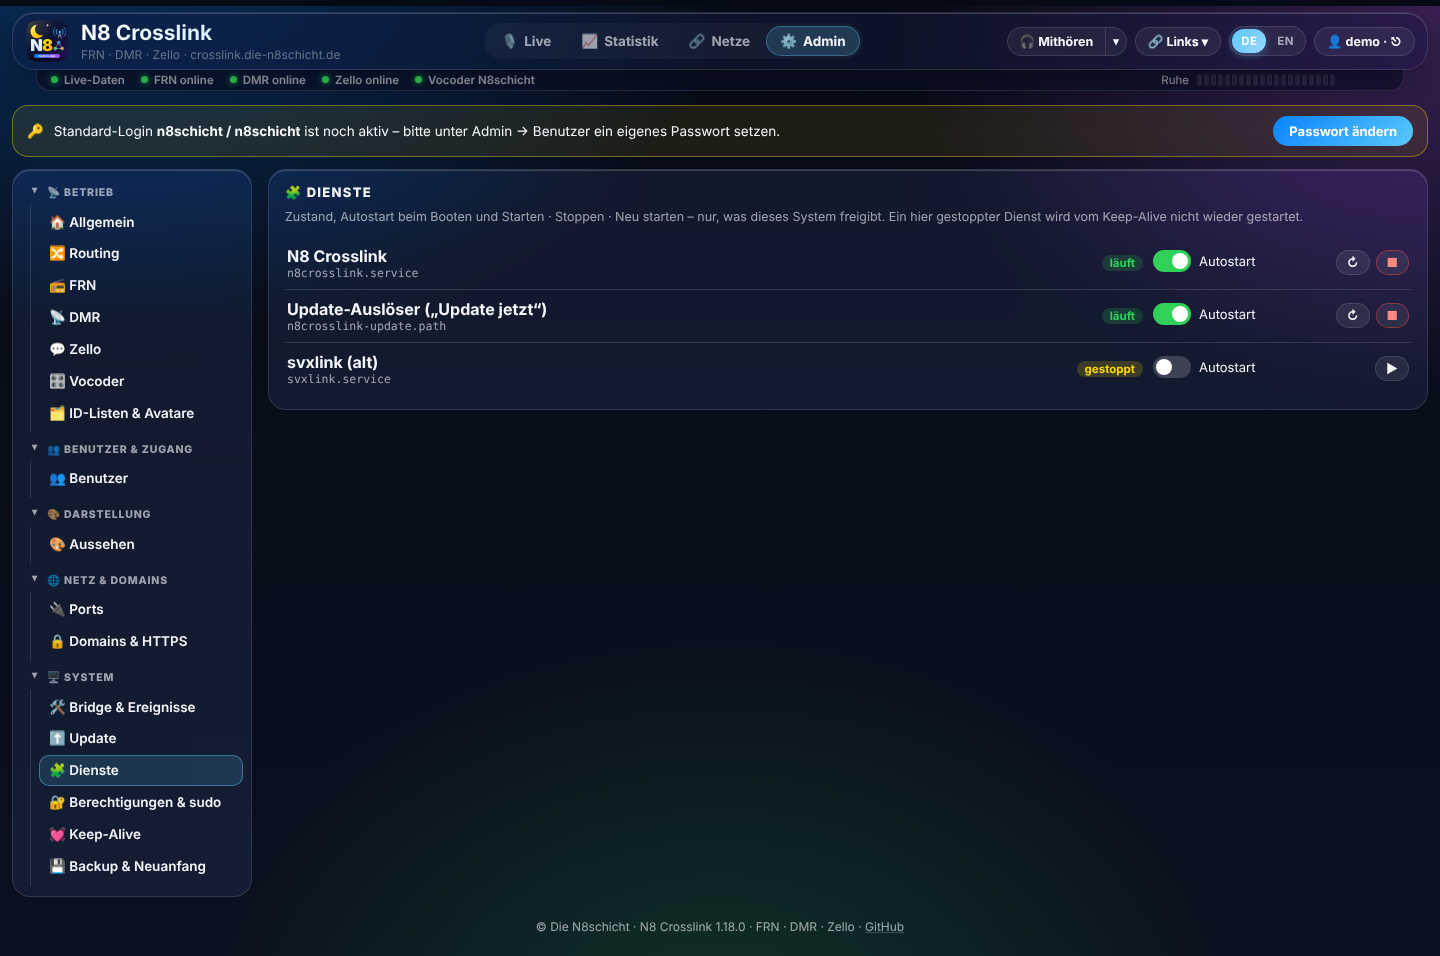 N8 Crosslink
FRN · DMR · Zello · crosslink.die-n8schicht.de
Live
Statistik
Netze
Admin
Mithören
Links
DE EN
demo ·
Live-Daten FRN online DMR online Zello online Vocoder N8schicht
Ruhe
Standard-Login n8schicht / n8schicht ist noch aktiv – bitte unter Admin → Benutzer ein eigenes Passwort setzen.
Passwort ändern
BETRIEB
Allgemein
Routing
FRN
DMR
Zello
Vocoder
ID-Listen & Avatare
BENUTZER & ZUGANG
Benutzer
DARSTELLUNG
Aussehen
NETZ & DOMAINS
Ports
Domains & HTTPS
SYSTEM
Bridge & Ereignisse
Update
Dienste
Berechtigungen & sudo
Keep-Alive
Backup & Neuanfang
DIENSTE
Zustand, Autostart beim Booten und Starten · Stoppen · Neu starten – nur, was dieses System freigibt. Ein hier gestoppter Dienst wird vom Keep-Alive nicht wieder gestartet.
N8 Crosslink
n8crosslink.service
läuft
Autostart
Update-Auslöser („Update jetzt“)
n8crosslink-update.path
läuft
Autostart
svxlink (alt)
svxlink.service
gestoppt
Autostart
© Die N8schicht · N8 Crosslink 1.18.0 · FRN · DMR · Zello · GitHub